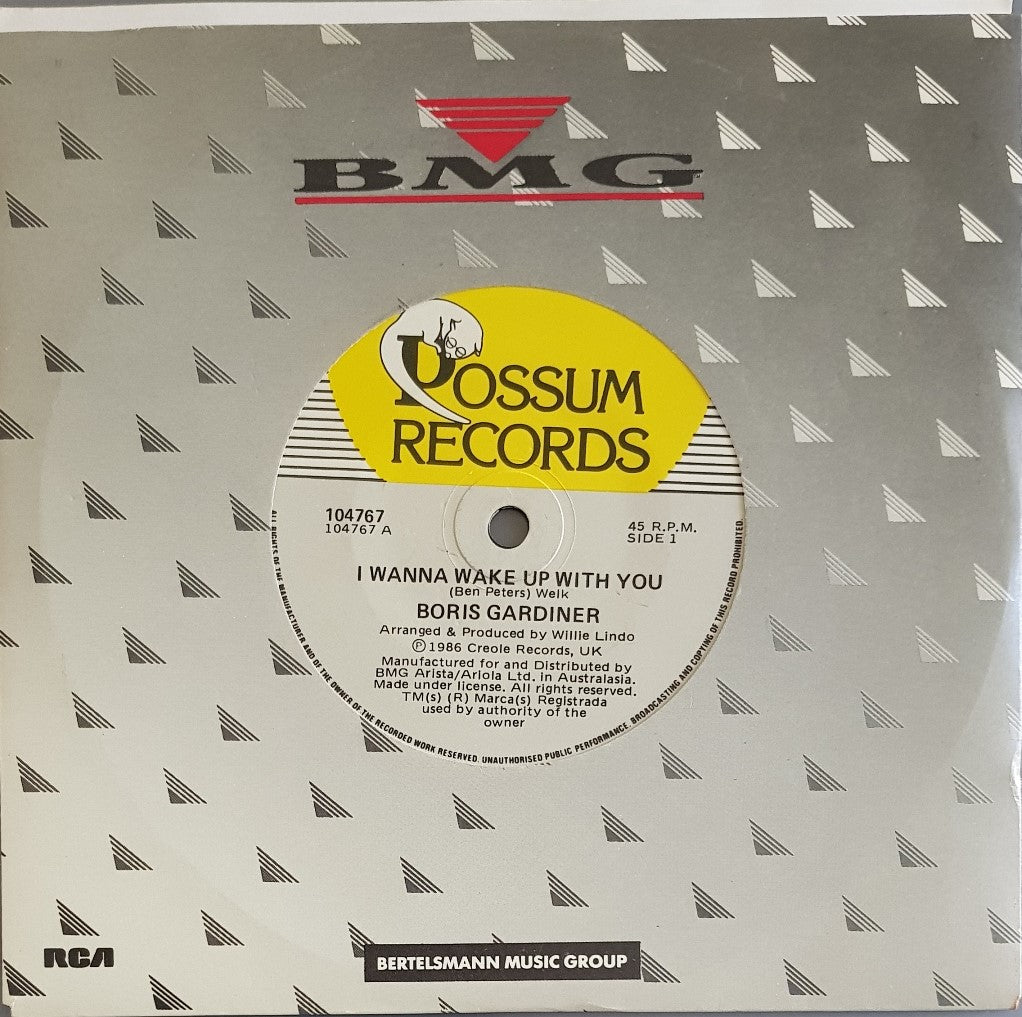 BMG
POSSUM
RECORDS
104767
104767 A
45 R.P.M.
SIDE 1
I WANNA WAKE UP WITH YOU
(Ben Peters) Welk
BORIS GARDINER
Arranged & Produced by Willie Lindo
Ⓟ 1986 Creole Records, UK
Manufactured for and Distributed by
BMG Arista/Ariola Ltd. in Australasia.
Made under license. All rights reserved.
TM(s) (R) Marca(s) Registrada
used by authority of the
owner
ALL RIGHTS OF THE MANUFACTURER AND OF THE OWNER OF THE RECORDED WORK RESERVED. UNAUTHORISED PUBLIC PERFORMANCE, BROADCASTING AND COPYING OF THIS RECORD PROHIBITED.
RCA
BERTELSMANN MUSIC GROUP